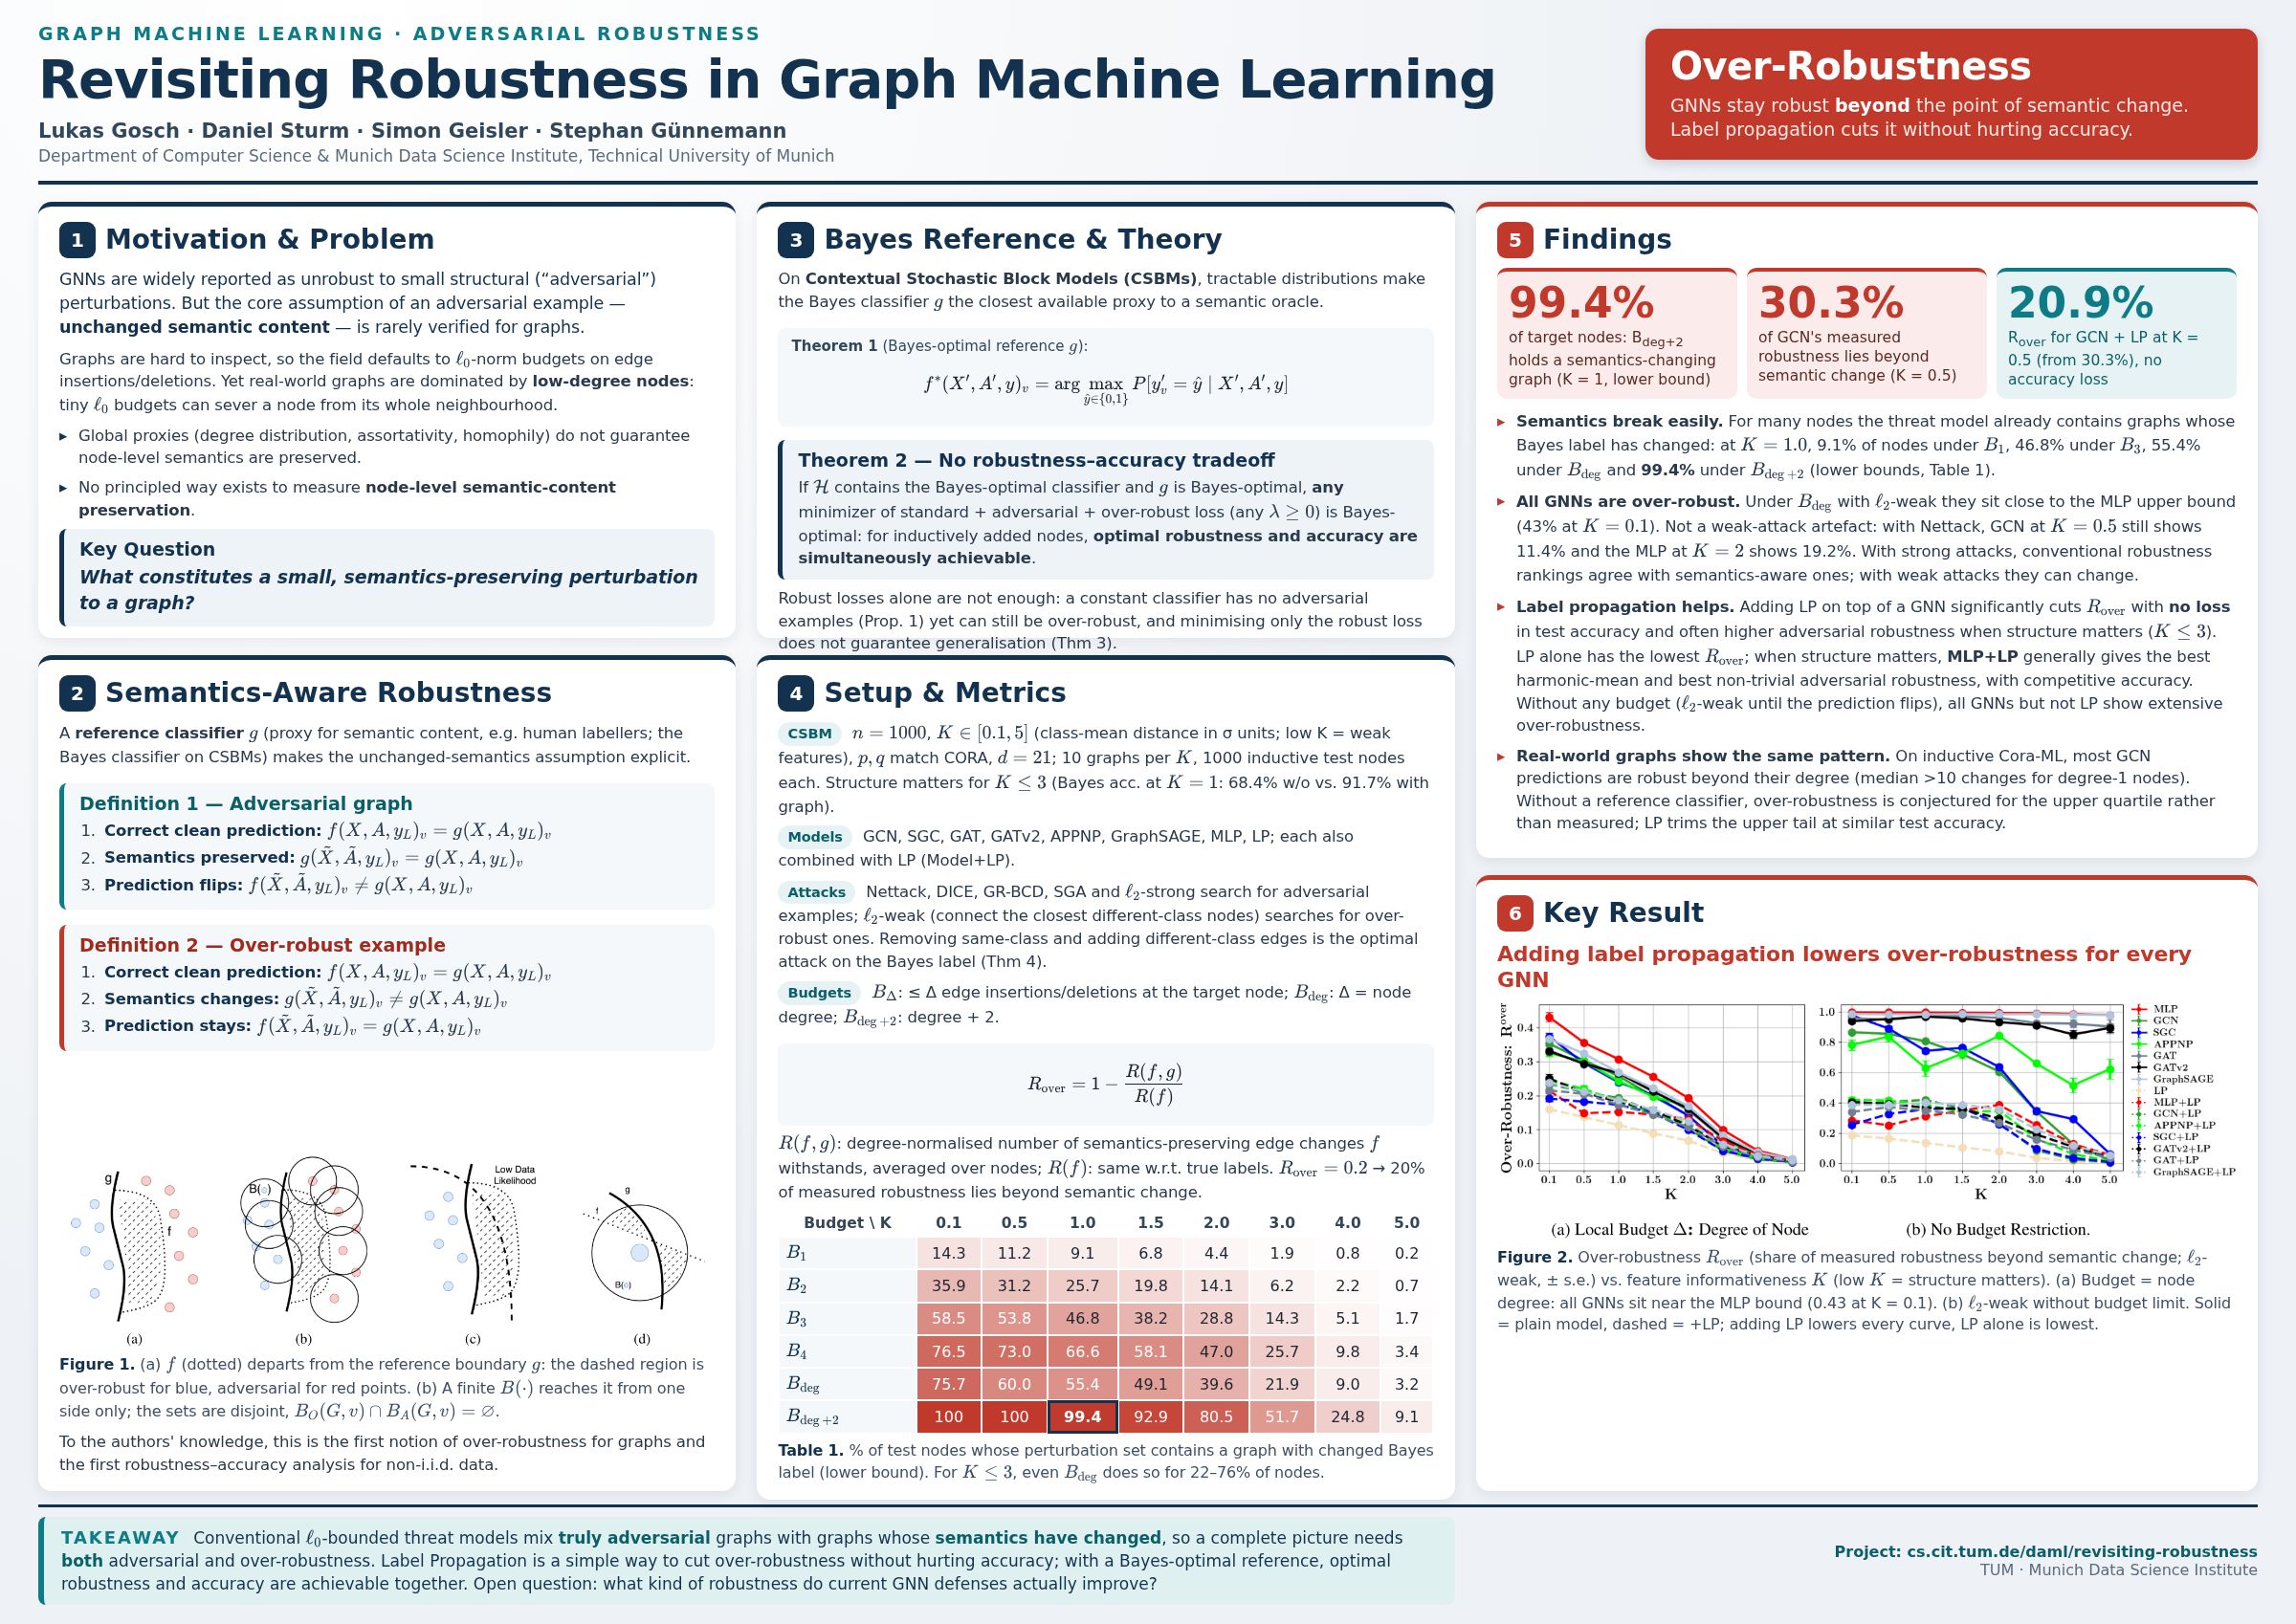 GRAPH MACHINE LEARNING · ADVERSARIAL ROBUSTNESS
Revisiting Robustness in Graph Machine Learning
Lukas Gosch · Daniel Sturm · Simon Geisler · Stephan Günnemann
Department of Computer Science & Munich Data Science Institute, Technical University of Munich
Over-Robustness
GNNs stay robust beyond the point of semantic change.
Label propagation cuts it without hurting accuracy.
1 Motivation & Problem
GNNs are widely reported as unrobust to small structural (“adversarial”)
perturbations. But the core assumption of an adversarial example —
unchanged semantic content — is rarely verified for graphs.
Graphs are hard to inspect, so the field defaults to ℓ₀-norm budgets on edge
insertions/deletions. Yet real-world graphs are dominated by low-degree nodes:
tiny ℓ₀ budgets can sever a node from its whole neighbourhood.
▸ Global proxies (degree distribution, assortativity, homophily) do not guarantee
node-level semantics are preserved.
▸ No principled way exists to measure node-level semantic-content
preservation.
Key Question
What constitutes a small, semantics-preserving perturbation
to a graph?
2 Semantics-Aware Robustness
A reference classifier g (proxy for semantic content, e.g. human labellers; the
Bayes classifier on CSBMs) makes the unchanged-semantics assumption explicit.
Definition 1 — Adversarial graph
1. Correct clean prediction: f(X, A, y_L)_v = g(X, A, y_L)_v
2. Semantics preserved: g(X̃, Ã, y_L)_v = g(X, A, y_L)_v
3. Prediction flips: f(X̃, Ã, y_L)_v ≠ g(X, A, y_L)_v
Definition 2 — Over-robust example
1. Correct clean prediction: f(X, A, y_L)_v = g(X, A, y_L)_v
2. Semantics changes: g(X̃, Ã, y_L)_v ≠ g(X, A, y_L)_v
3. Prediction stays: f(X̃, Ã, y_L)_v = g(X, A, y_L)_v
g f (a)
B( ) (b)
Low Data
Likelihood
(c)
g f B( ) (d)
Figure 1. (a) f (dotted) departs from the reference boundary g: the dashed region is
over-robust for blue, adversarial for red points. (b) A finite B(·) reaches it from one
side only; the sets are disjoint, B_O(G, v) ∩ B_A(G, v) = ∅.
To the authors' knowledge, this is the first notion of over-robustness for graphs and
the first robustness–accuracy analysis for non-i.i.d. data.
3 Bayes Reference & Theory
On Contextual Stochastic Block Models (CSBMs), tractable distributions make
the Bayes classifier g the closest available proxy to a semantic oracle.
Theorem 1 (Bayes-optimal reference g):
f*(X′, A′, y)_v = arg max_{ŷ∈{0,1}} P[y′_v = ŷ | X′, A′, y]
Theorem 2 — No robustness–accuracy tradeoff
If ℋ contains the Bayes-optimal classifier and g is Bayes-optimal, any
minimizer of standard + adversarial + over-robust loss (any λ ≥ 0) is Bayes-
optimal: for inductively added nodes, optimal robustness and accuracy are
simultaneously achievable.
Robust losses alone are not enough: a constant classifier has no adversarial
examples (Prop. 1) yet can still be over-robust, and minimising only the robust loss
does not guarantee generalisation (Thm 3).
4 Setup & Metrics
CSBM n = 1000, K ∈ [0.1, 5] (class-mean distance in σ units; low K = weak
features), p, q match CORA, d = 21; 10 graphs per K, 1000 inductive test nodes
each. Structure matters for K ≤ 3 (Bayes acc. at K = 1: 68.4% w/o vs. 91.7% with
graph).
Models GCN, SGC, GAT, GATv2, APPNP, GraphSAGE, MLP, LP; each also
combined with LP (Model+LP).
Attacks Nettack, DICE, GR-BCD, SGA and ℓ₂-strong search for adversarial
examples; ℓ₂-weak (connect the closest different-class nodes) searches for over-
robust ones. Removing same-class and adding different-class edges is the optimal
attack on the Bayes label (Thm 4).
Budgets B_Δ: ≤ Δ edge insertions/deletions at the target node; B_deg: Δ = node
degree; B_deg+2: degree + 2.
R_over = 1 − R(f, g) / R(f)
R(f, g): degree-normalised number of semantics-preserving edge changes f
withstands, averaged over nodes; R(f): same w.r.t. true labels. R_over = 0.2 → 20%
of measured robustness lies beyond semantic change.
Budget \ K 0.1 0.5 1.0 1.5 2.0 3.0 4.0 5.0
B₁ 14.3 11.2 9.1 6.8 4.4 1.9 0.8 0.2
B₂ 35.9 31.2 25.7 19.8 14.1 6.2 2.2 0.7
B₃ 58.5 53.8 46.8 38.2 28.8 14.3 5.1 1.7
B₄ 76.5 73.0 66.6 58.1 47.0 25.7 9.8 3.4
B_deg 75.7 60.0 55.4 49.1 39.6 21.9 9.0 3.2
B_deg+2 100 100 99.4 92.9 80.5 51.7 24.8 9.1
Table 1. % of test nodes whose perturbation set contains a graph with changed Bayes
label (lower bound). For K ≤ 3, even B_deg does so for 22–76% of nodes.
5 Findings
99.4%
of target nodes: B_deg+2
holds a semantics-changing
graph (K = 1, lower bound)
30.3%
of GCN's measured
robustness lies beyond
semantic change (K = 0.5)
20.9%
R_over for GCN + LP at K =
0.5 (from 30.3%), no
accuracy loss
▸ Semantics break easily. For many nodes the threat model already contains graphs whose
Bayes label has changed: at K = 1.0, 9.1% of nodes under B₁, 46.8% under B₃, 55.4%
under B_deg and 99.4% under B_deg+2 (lower bounds, Table 1).
▸ All GNNs are over-robust. Under B_deg with ℓ₂-weak they sit close to the MLP upper bound
(43% at K = 0.1). Not a weak-attack artefact: with Nettack, GCN at K = 0.5 still shows
11.4% and the MLP at K = 2 shows 19.2%. With strong attacks, conventional robustness
rankings agree with semantics-aware ones; with weak attacks they can change.
▸ Label propagation helps. Adding LP on top of a GNN significantly cuts R_over with no loss
in test accuracy and often higher adversarial robustness when structure matters (K ≤ 3).
LP alone has the lowest R_over; when structure matters, MLP+LP generally gives the best
harmonic-mean and best non-trivial adversarial robustness, with competitive accuracy.
Without any budget (ℓ₂-weak until the prediction flips), all GNNs but not LP show extensive
over-robustness.
▸ Real-world graphs show the same pattern. On inductive Cora-ML, most GCN
predictions are robust beyond their degree (median >10 changes for degree-1 nodes).
Without a reference classifier, over-robustness is conjectured for the upper quartile rather
than measured; LP trims the upper tail at similar test accuracy.
6 Key Result
Adding label propagation lowers over-robustness for every
GNN
Over-Robustness: R^over
0.4
0.3
0.2
0.1
0.0
0.1 0.5 1.0 1.5 2.0 3.0 4.0 5.0
K
(a) Local Budget Δ: Degree of Node
1.0
0.8
0.6
0.4
0.2
0.0
0.1 0.5 1.0 1.5 2.0 3.0 4.0 5.0
K
(b) No Budget Restriction.
MLP
GCN
SGC
APPNP
GAT
GATv2
GraphSAGE
LP
MLP+LP
GCN+LP
APPNP+LP
SGC+LP
GATv2+LP
GAT+LP
GraphSAGE+LP
Figure 2. Over-robustness R_over (share of measured robustness beyond semantic change; ℓ₂-
weak, ± s.e.) vs. feature informativeness K (low K = structure matters). (a) Budget = node
degree: all GNNs sit near the MLP bound (0.43 at K = 0.1). (b) ℓ₂-weak without budget limit. Solid
= plain model, dashed = +LP; adding LP lowers every curve, LP alone is lowest.
TAKEAWAY Conventional ℓ₀-bounded threat models mix truly adversarial graphs with graphs whose semantics have changed, so a complete picture needs
both adversarial and over-robustness. Label Propagation is a simple way to cut over-robustness without hurting accuracy; with a Bayes-optimal reference, optimal
robustness and accuracy are achievable together. Open question: what kind of robustness do current GNN defenses actually improve?
Project: cs.cit.tum.de/daml/revisiting-robustness
TUM · Munich Data Science Institute